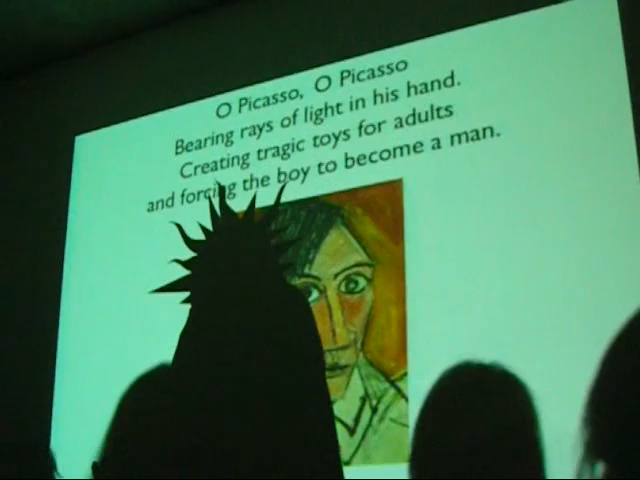 O Picasso, O Picasso
Bearing rays of light in his hand.
Creating tragic toys for adults
and forcing the boy to become a man.